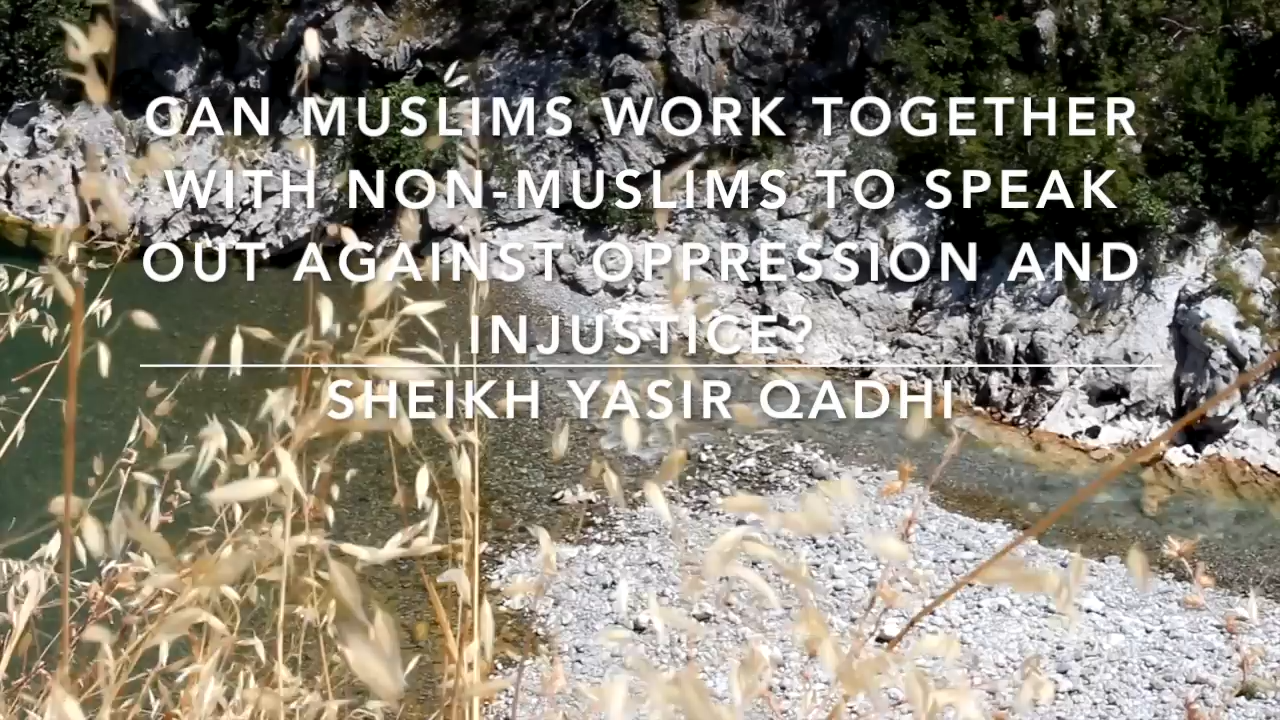 CAN MUSLIMS WORK TOGETHER
WITH NON-MUSLIMS TO SPEAK
OUT AGAINST OPPRESSION AND
INJUSTICE?
SHEIKH YASIR QADHI